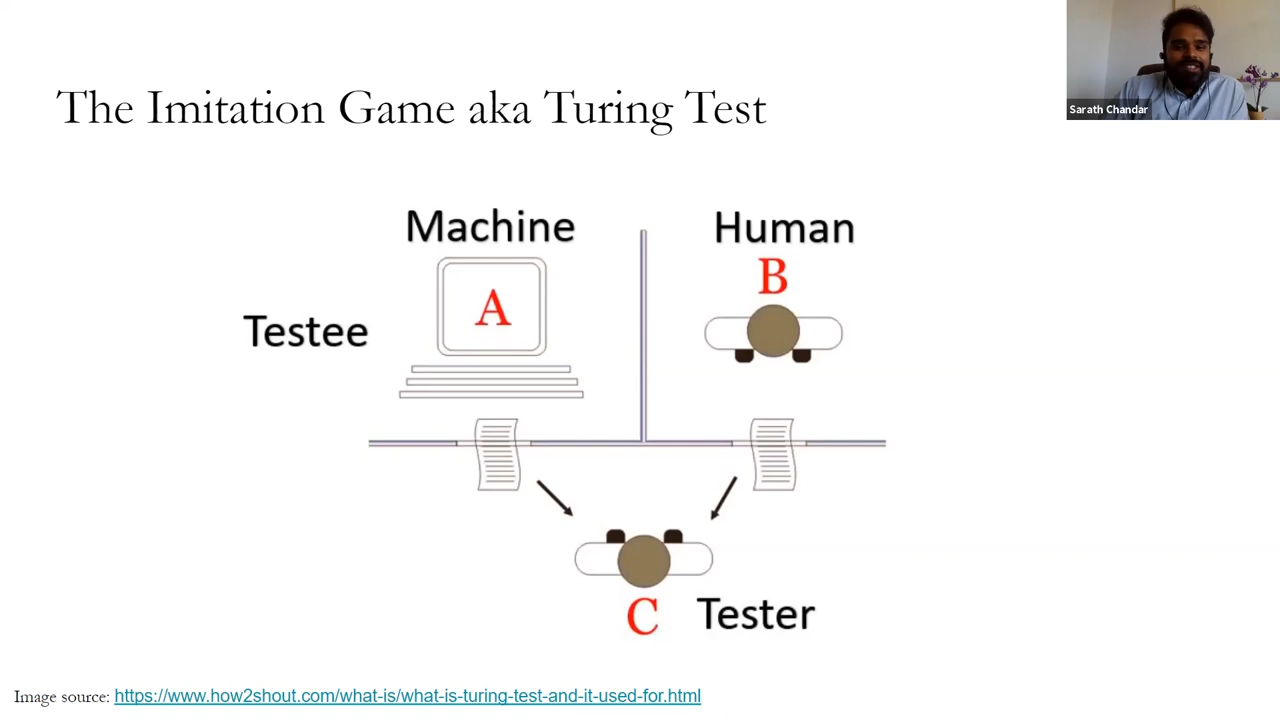 Sarath Chandar
The Imitation Game aka Turing Test
Machine
Human
A
B
Testee
C
Tester
Image source: https://www.how2shout.com/what-is/what-is-turing-test-and-it-used-for.html